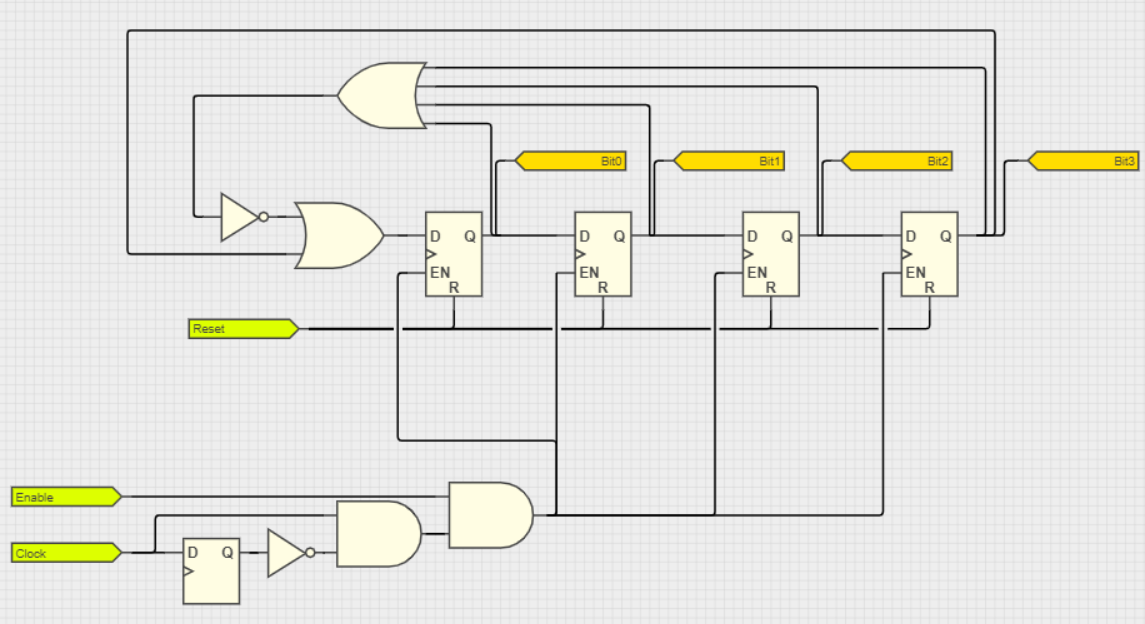 Bit0
Bit1
Bit2
Bit3
D Q
EN
R
D Q
EN
R
D Q
EN
R
D Q
EN
R
Reset
Enable
Clock
D Q